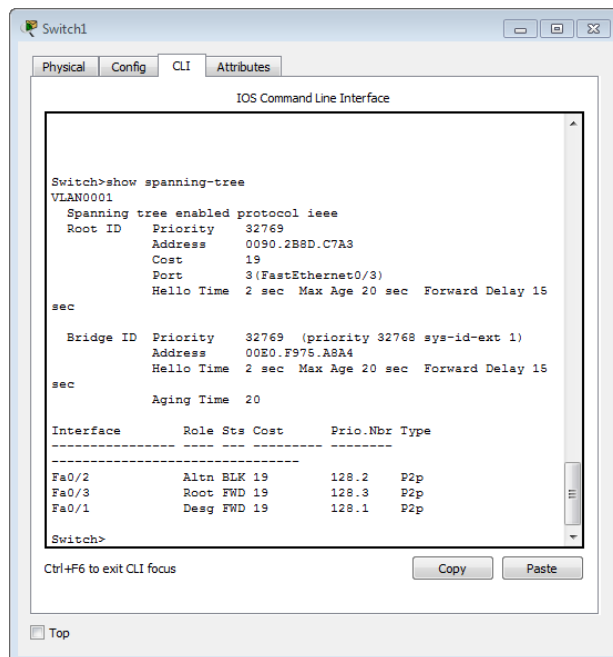 Switch1
Physical Config CLI Attributes
IOS Command Line Interface
Switch>show spanning-tree
VLAN0001
  Spanning tree enabled protocol ieee
  Root ID    Priority    32769
             Address     0090.2B8D.C7A3
             Cost        19
             Port        3(FastEthernet0/3)
             Hello Time  2 sec  Max Age 20 sec  Forward Delay 15
sec
  Bridge ID  Priority    32769  (priority 32768 sys-id-ext 1)
             Address     00E0.F975.A8A4
             Hello Time  2 sec  Max Age 20 sec  Forward Delay 15
sec
             Aging Time  20
Interface        Role Sts Cost      Prio.Nbr Type
---------------- ---- --- --------- --------
--------------------------------
Fa0/2            Altn BLK 19        128.2    P2p
Fa0/3            Root FWD 19        128.3    P2p
Fa0/1            Desg FWD 19        128.1    P2p
Switch>
Ctrl+F6 to exit CLI focus
Copy Paste
Top